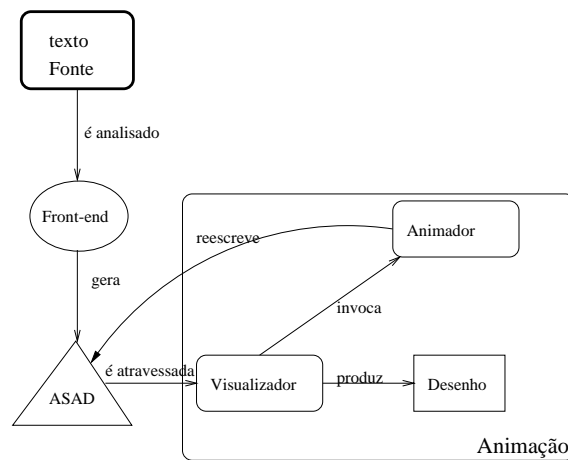 texto
Fonte
é analisado
Front-end
gera
ASAD
é atravessada
Visualizador
invoca
Animador
reescreve
produz
Desenho
Animação